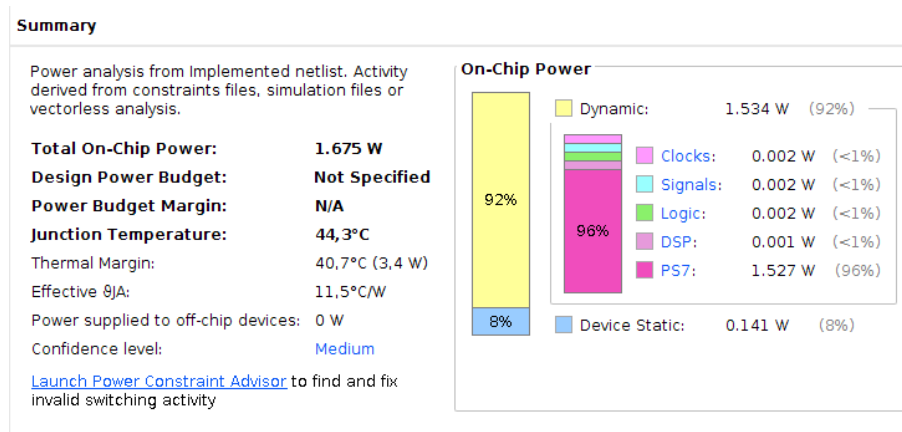 Summary
Power analysis from Implemented netlist. Activity
derived from constraints files, simulation files or
vectorless analysis.
Total On-Chip Power: 1.675 W
Design Power Budget: Not Specified
Power Budget Margin: N/A
Junction Temperature: 44,3°C
Thermal Margin: 40,7°C (3,4 W)
Effective ϑJA: 11,5°C/W
Power supplied to off-chip devices: 0 W
Confidence level: Medium
Launch Power Constraint Advisor to find and fix
invalid switching activity
On-Chip Power
92%
8%
Dynamic: 1.534 W (92%)
96%
Clocks: 0.002 W (<1%)
Signals: 0.002 W (<1%)
Logic: 0.002 W (<1%)
DSP: 0.001 W (<1%)
PS7: 1.527 W (96%)
Device Static: 0.141 W (8%)